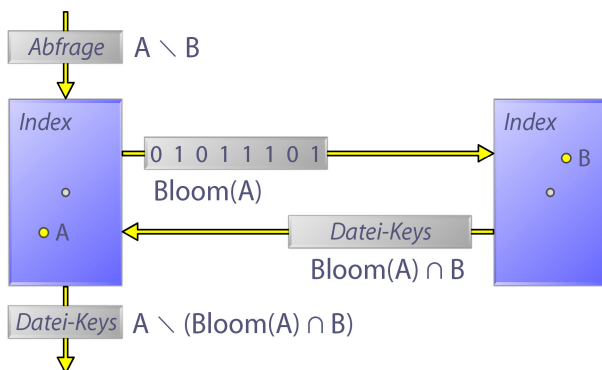 Abfrage A \ B
Index
Index
B
0 1 0 1 1 1 0 1
Bloom(A)
A
Datei-Keys
Bloom(A) ∩ B
Datei-Keys A \ (Bloom(A) ∩ B)